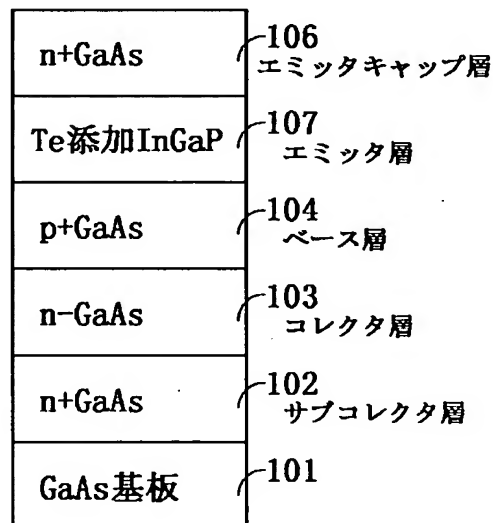 n+GaAs
106
エミッタキャップ層
Te添加InGaP
107
エミッタ層
p+GaAs
104
ベース層
n-GaAs
103
コレクタ層
n+GaAs
102
サブコレクタ層
GaAs基板
101